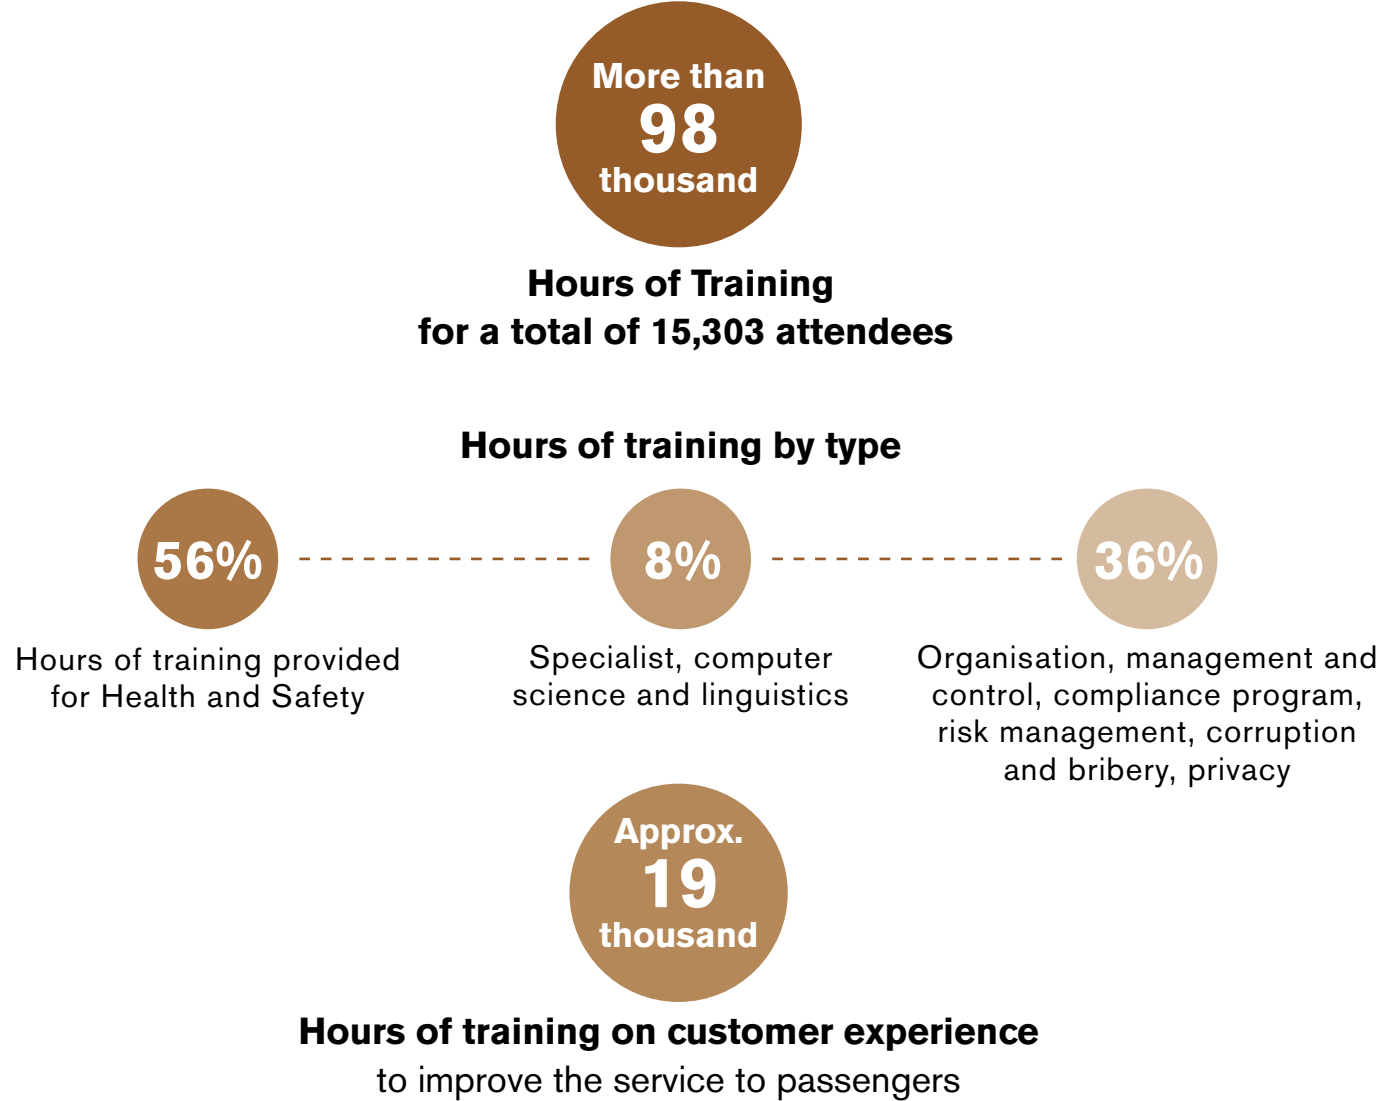 More than
98
thousand
Hours of Training
for a total of 15,303 attendees
Hours of training by type
56%
8%
36%
Hours of training provided
for Health and Safety
Specialist, computer
science and linguistics
Organisation, management and
control, compliance program,
risk management, corruption
and bribery, privacy
Approx.
19
thousand
Hours of training on customer experience
to improve the service to passengers